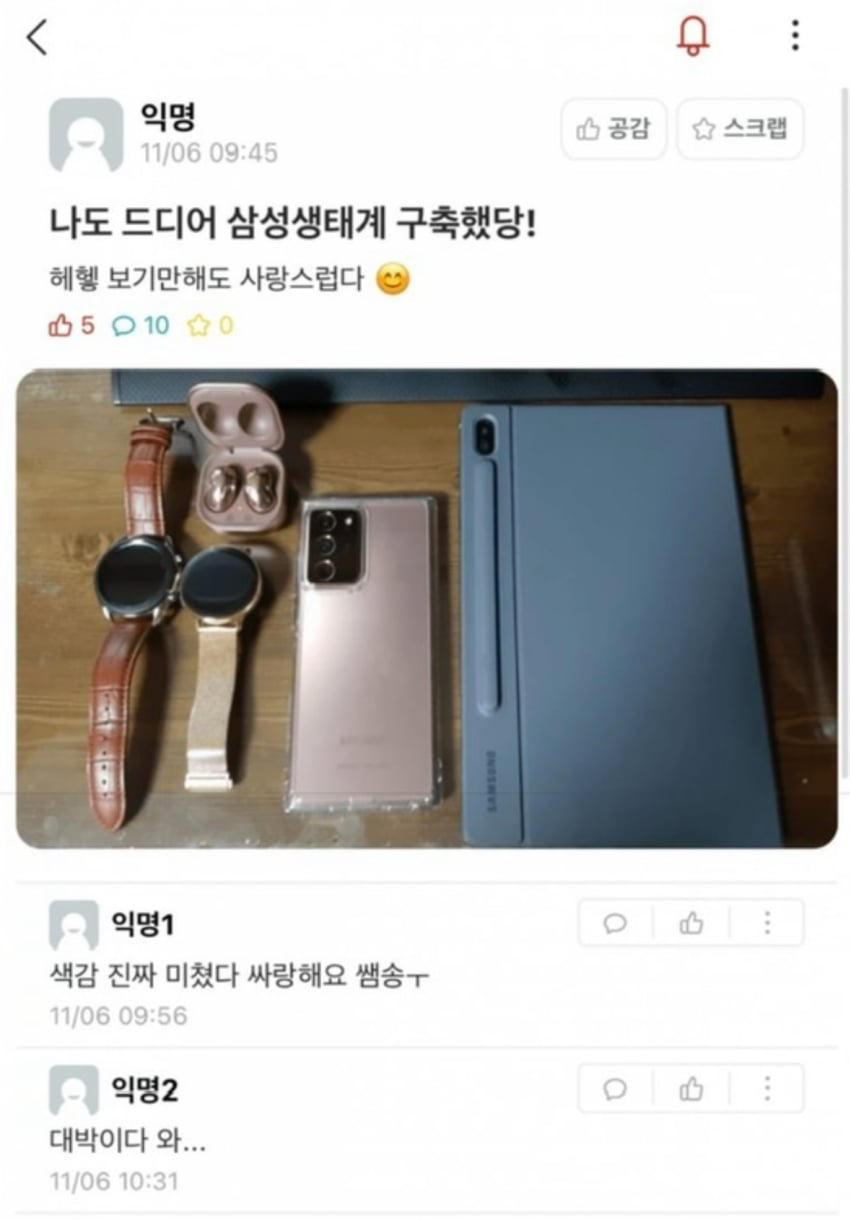 익명
11/06 09:45
공감
스크랩
나도 드디어 삼성생태계 구축했당!
헤헿 보기만해도 사랑스럽다 😊
5 10 0
SAMSUNG
익명1
색감 진짜 미쳤다 싸랑해요 쌤송ㅜ
11/06 09:56
익명2
대박이다 와...
11/06 10:31